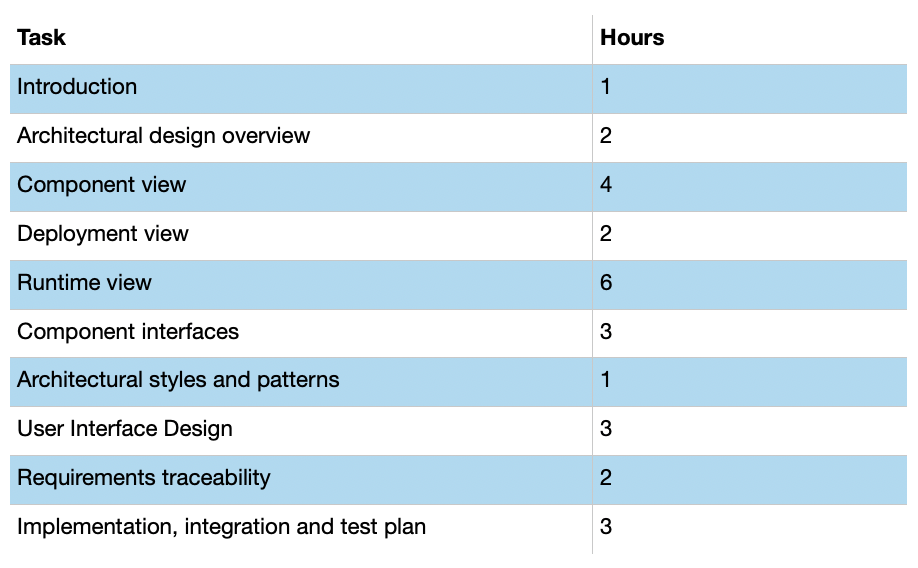 Task Hours
Introduction 1
Architectural design overview 2
Component view 4
Deployment view 2
Runtime view 6
Component interfaces 3
Architectural styles and patterns 1
User Interface Design 3
Requirements traceability 2
Implementation, integration and test plan 3